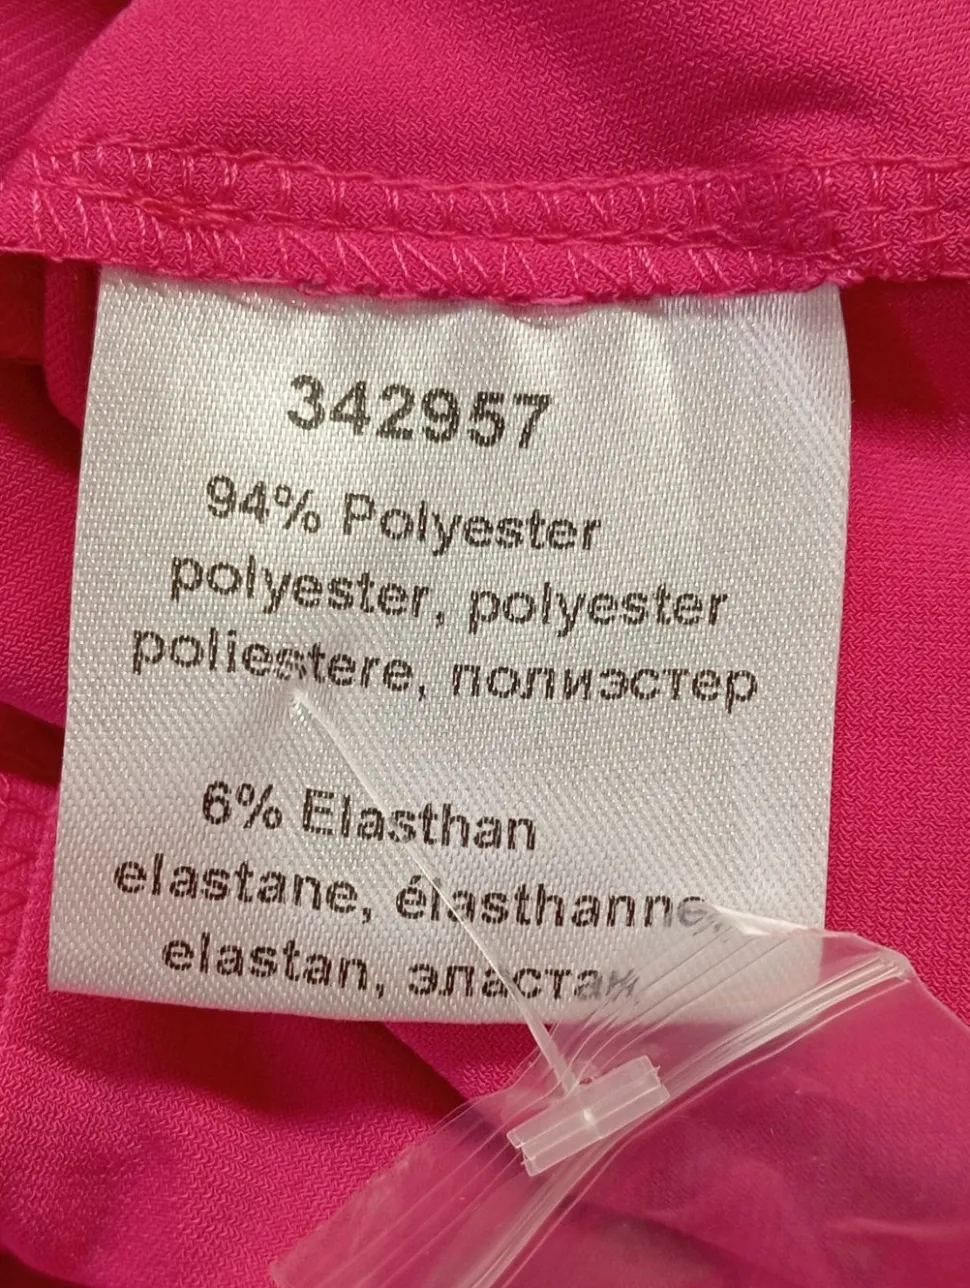 342957
94% Polyester
polyester, polyester
poliestere, полиэстер
6% Elasthan
elastane, élasthanne,
elastan, эластан